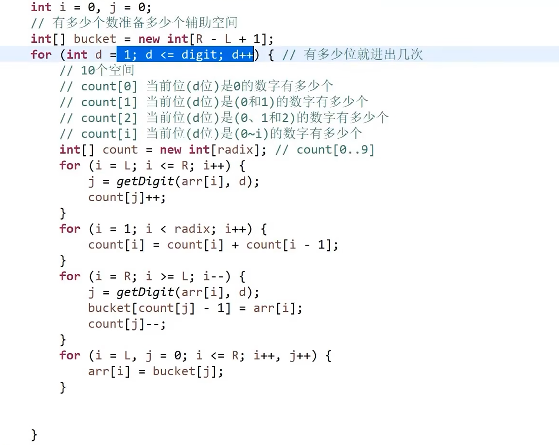 int i = 0, j = 0;
// 有多少个数准备多少个辅助空间
int[] bucket = new int[R - L + 1];
for (int d = 1; d <= digit; d++) { // 有多少位就进出几次
// 10个空间
// count[0] 当前位(d位)是0的数字有多少个
// count[1] 当前位(d位)是(0和1)的数字有多少个
// count[2] 当前位(d位)是(0、1和2)的数字有多少个
// count[i] 当前位(d位)是(0~i)的数字有多少个
int[] count = new int[radix]; // count[0..9]
for (i = L; i <= R; i++) {
j = getDigit(arr[i], d);
count[j]++;
}
for (i = 1; i < radix; i++) {
count[i] = count[i] + count[i - 1];
}
for (i = R; i >= L; i--) {
j = getDigit(arr[i], d);
bucket[count[j] - 1] = arr[i];
count[j]--;
}
for (i = L, j = 0; i <= R; i++, j++) {
arr[i] = bucket[j];
}
}